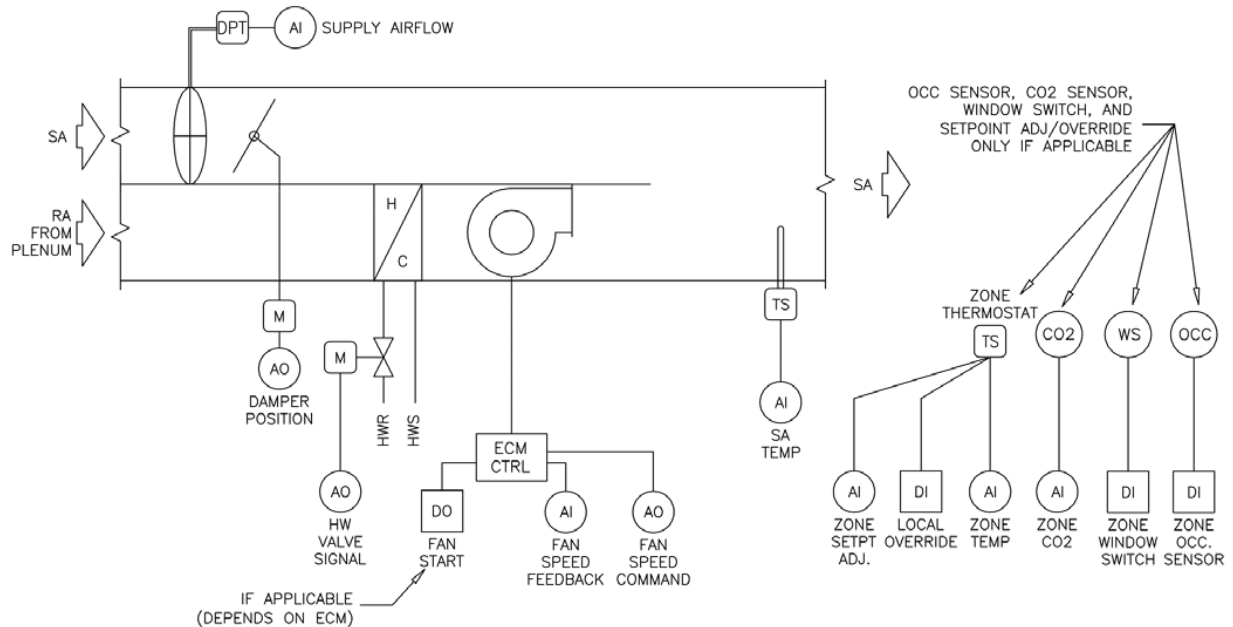 DPT
AI
SUPPLY AIRFLOW
SA
RA
FROM
PLENUM
H
C
M
AO
DAMPER
POSITION
M
AO
HW
VALVE
SIGNAL
HWR
HWS
ECM
CTRL
DO
FAN
START
AI
FAN
SPEED
FEEDBACK
AO
FAN
SPEED
COMMAND
IF APPLICABLE
(DEPENDS ON ECM)
TS
AI
SA
TEMP
SA
OCC SENSOR, CO2 SENSOR,
WINDOW SWITCH, AND
SETPOINT ADJ/OVERRIDE
ONLY IF APPLICABLE
ZONE
THERMOSTAT
TS
CO2
WS
OCC
AI
ZONE
SETPT
ADJ.
DI
LOCAL
OVERRIDE
AI
ZONE
TEMP
AI
ZONE
CO2
DI
ZONE
WINDOW
SWITCH
DI
ZONE
OCC.
SENSOR